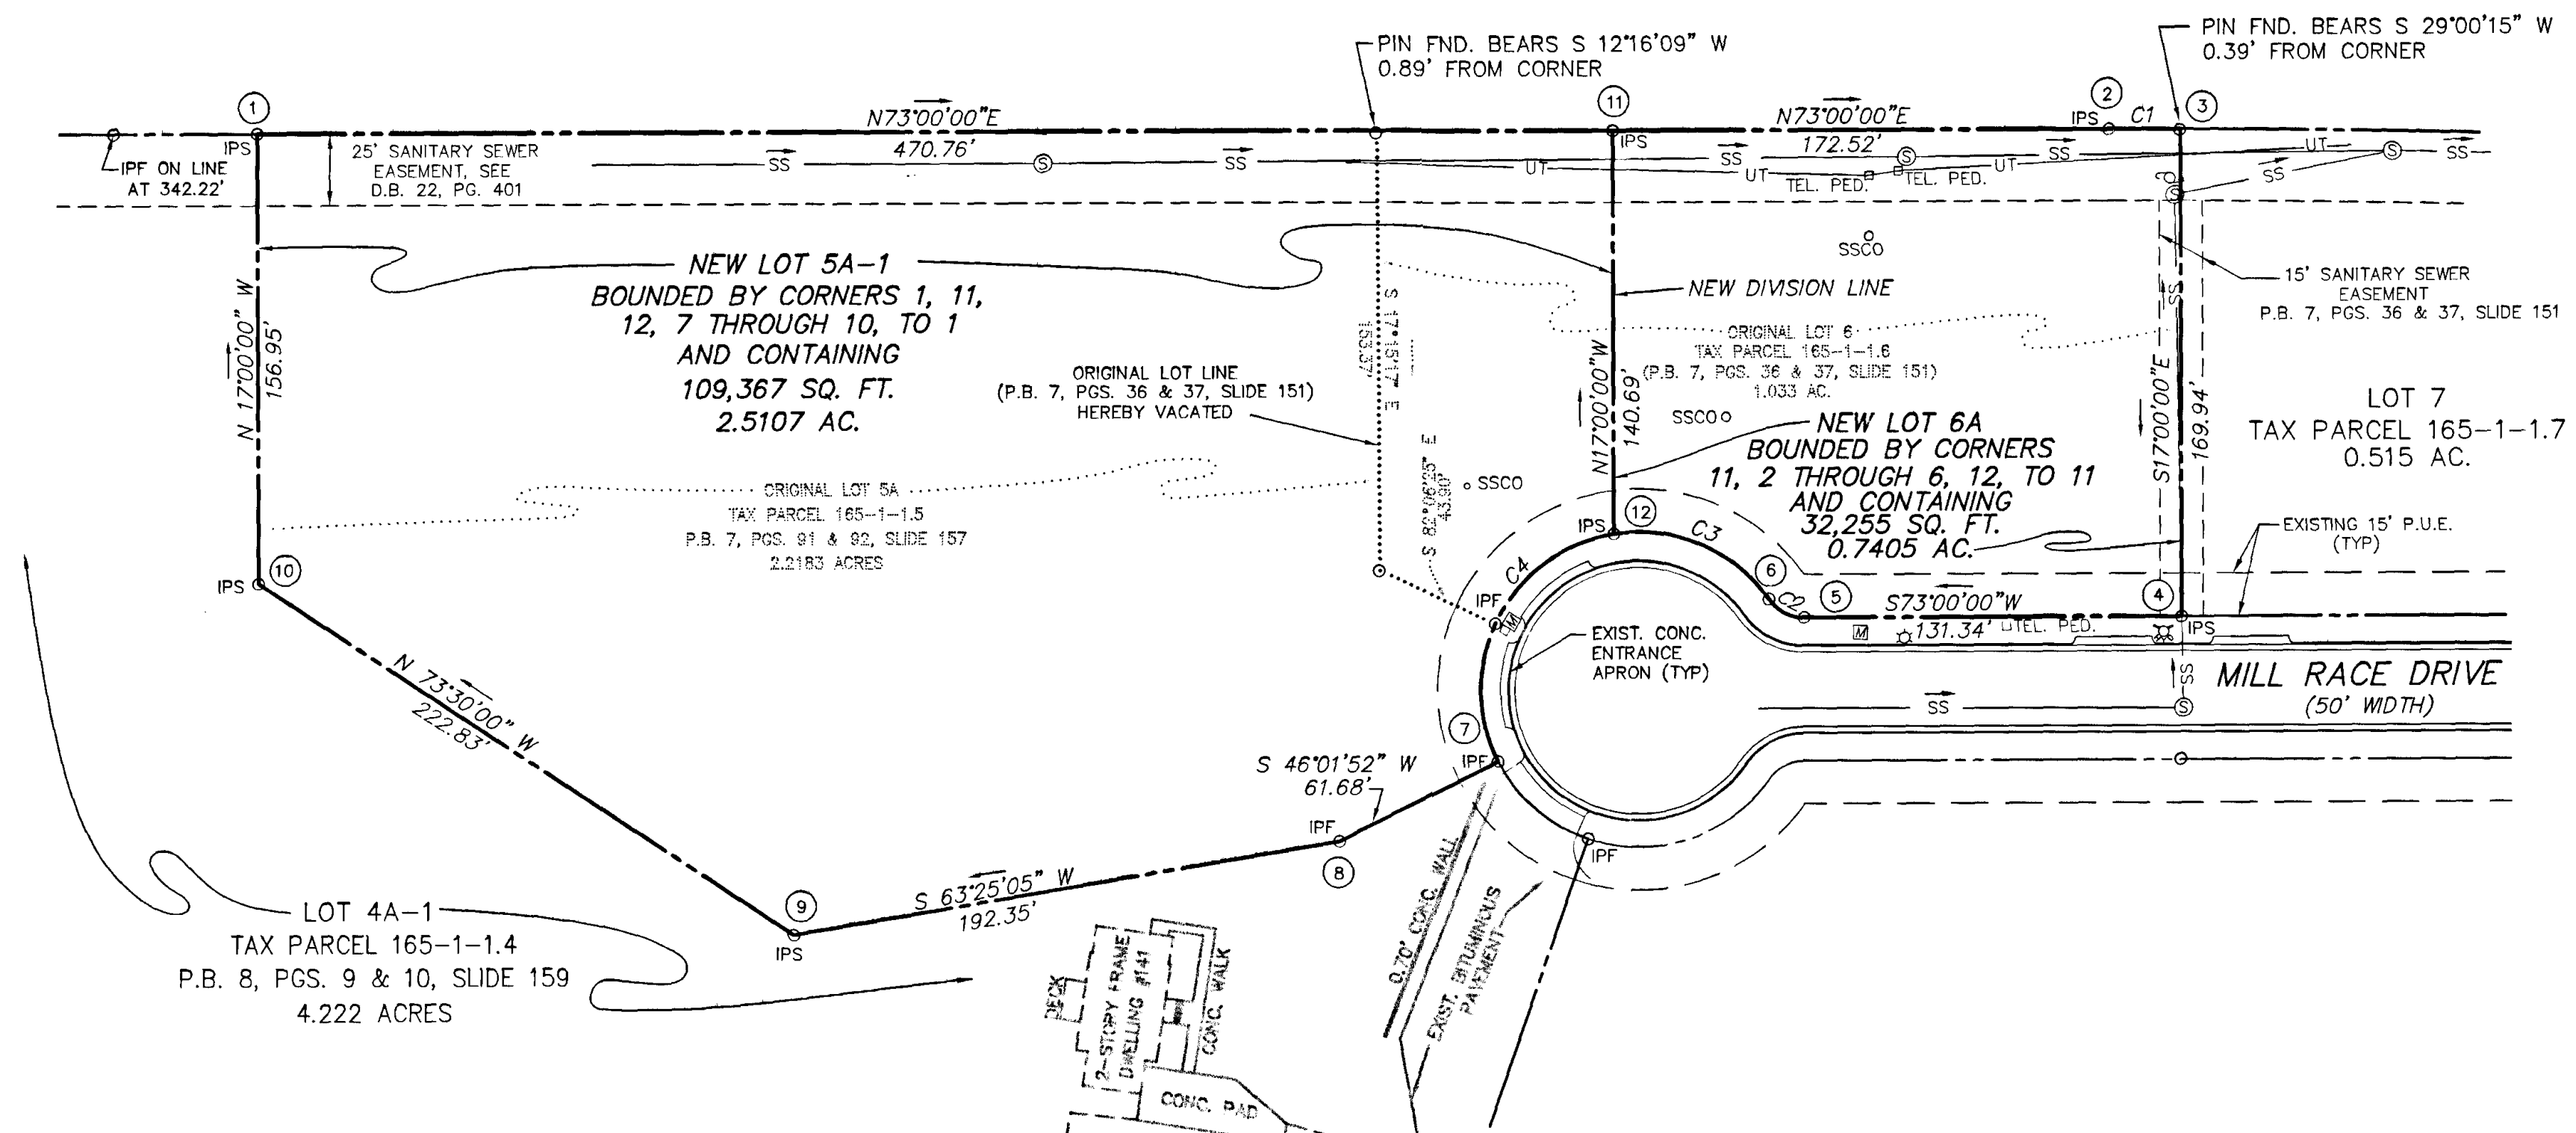 PIN FND. BEARS S 12°16'09" W
0.89' FROM CORNER
PIN FND. BEARS S 29°00'15" W
0.39' FROM CORNER
1
N73°00'00"E
470.76'
11
N73°00'00"E
172.52'
2
IPS
C1
3
IPS
IPS
IPF ON LINE
AT 342.22'
25' SANITARY SEWER
EASEMENT, SEE
D.B. 22, PG. 401
SS
S
SS
UT
SS
S
UT
TEL. PED.
TEL. PED.
UT
SS
UT
S
SS
SS
S
SSCO
N 17°00'00" W
156.95'
NEW LOT 5A-1
BOUNDED BY CORNERS 1, 11,
12, 7 THROUGH 10, TO 1
AND CONTAINING
109,367 SQ. FT.
2.5107 AC.
ORIGINAL LOT LINE
(P.B. 7, PGS. 36 & 37, SLIDE 151)
HEREBY VACATED
S 17°15'17" E
153.37'
S 82°06'25" E
43.90'
NEW DIVISION LINE
N17°00'00"W
140.69'
ORIGINAL LOT 6
TAX PARCEL 165-1-1.6
(P.B. 7, PGS. 36 & 37, SLIDE 151)
1.033 AC.
SSCO
NEW LOT 6A
BOUNDED BY CORNERS
11, 2 THROUGH 6, 12, TO 11
AND CONTAINING
32,255 SQ. FT.
0.7405 AC.
SS
S17°00'00"E
169.94'
15' SANITARY SEWER
EASEMENT
P.B. 7, PGS. 36 & 37, SLIDE 151
LOT 7
TAX PARCEL 165-1-1.7
0.515 AC.
ORIGINAL LOT 5A
TAX PARCEL 165-1-1.5
P.B. 7, PGS. 91 & 92, SLIDE 157
2.2183 ACRES
SSCO
IPS
12
C3
C4
EXISTING 15' P.U.E.
(TYP)
IPS
10
IPF
M
6
C2
5
S73°00'00"W
131.34'
M
TEL. PED.
4
IPS
EXIST. CONC.
ENTRANCE
APRON (TYP)
SS
MILL RACE DRIVE
(50' WIDTH)
SS
S
N 73°30'00" W
222.83'
7
IPF
S 46°01'52" W
61.68'
IPF
8
IPF
S 63°25'05" W
192.35'
9
IPS
LOT 4A-1
TAX PARCEL 165-1-1.4
P.B. 8, PGS. 9 & 10, SLIDE 159
4.222 ACRES
DECK
2-STORY FRAME
DWELLING #141
CONC. WALK
CONC. PAD
0.70' CONC. WALL
EXIST. BITUMINOUS
PAVEMENT